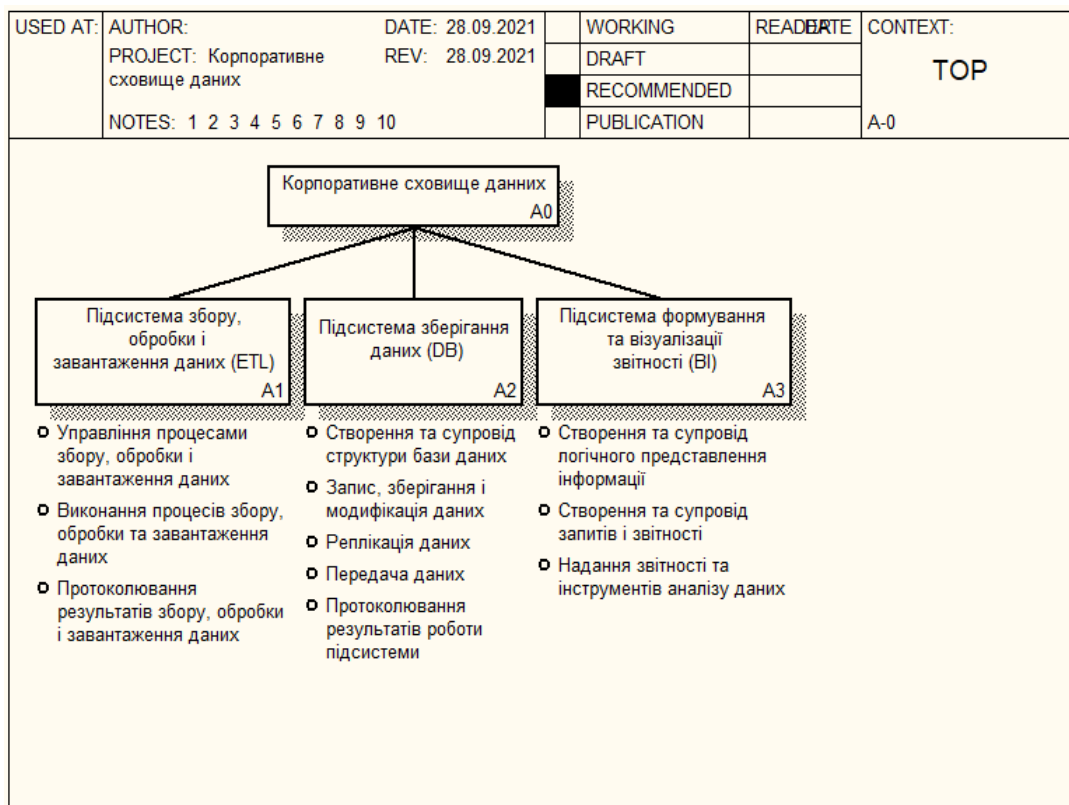 USED AT:
AUTHOR:
DATE: 28.09.2021
PROJECT: Корпоративне
сховище даних
REV: 28.09.2021
NOTES: 1 2 3 4 5 6 7 8 9 10
WORKING
DRAFT
RECOMMENDED
PUBLICATION
READER
DATE
CONTEXT:
TOP
A-0
Корпоративне сховище данних
A0
Підсистема збору,
обробки і
завантаження даних (ETL)
A1
Підсистема зберігання
даних (DB)
A2
Підсистема формування
та візуалізації
звітності (BI)
A3
Управління процесами
збору, обробки і
завантаження даних
Виконання процесів збору,
обробки та завантаження
даних
Протоколювання
результатів збору, обробки
і завантаження даних
Створення та супровід
структури бази даних
Запис, зберігання і
модифікація даних
Реплікація даних
Передача даних
Протоколювання
результатів роботи
підсистеми
Створення та супровід
логічного представлення
інформації
Створення та супровід
запитів і звітності
Надання звітності та
інструментів аналізу даних